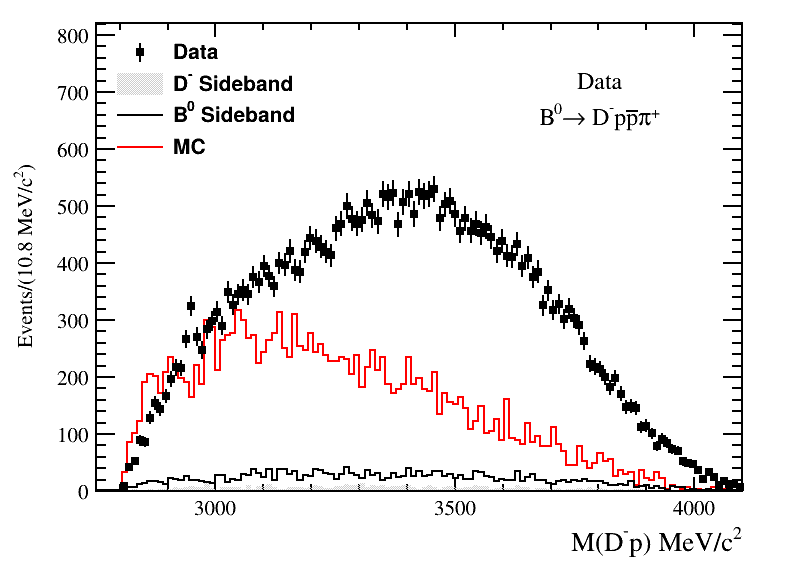 800
700
600
500
400
300
200
100
0
Events/(10.8 MeV/c²)
Data
D⁻ Sideband
B⁰ Sideband
MC
Data
B⁰→ D⁻pp̅π⁺
3000 3500 4000
M(D⁻p) MeV/c²